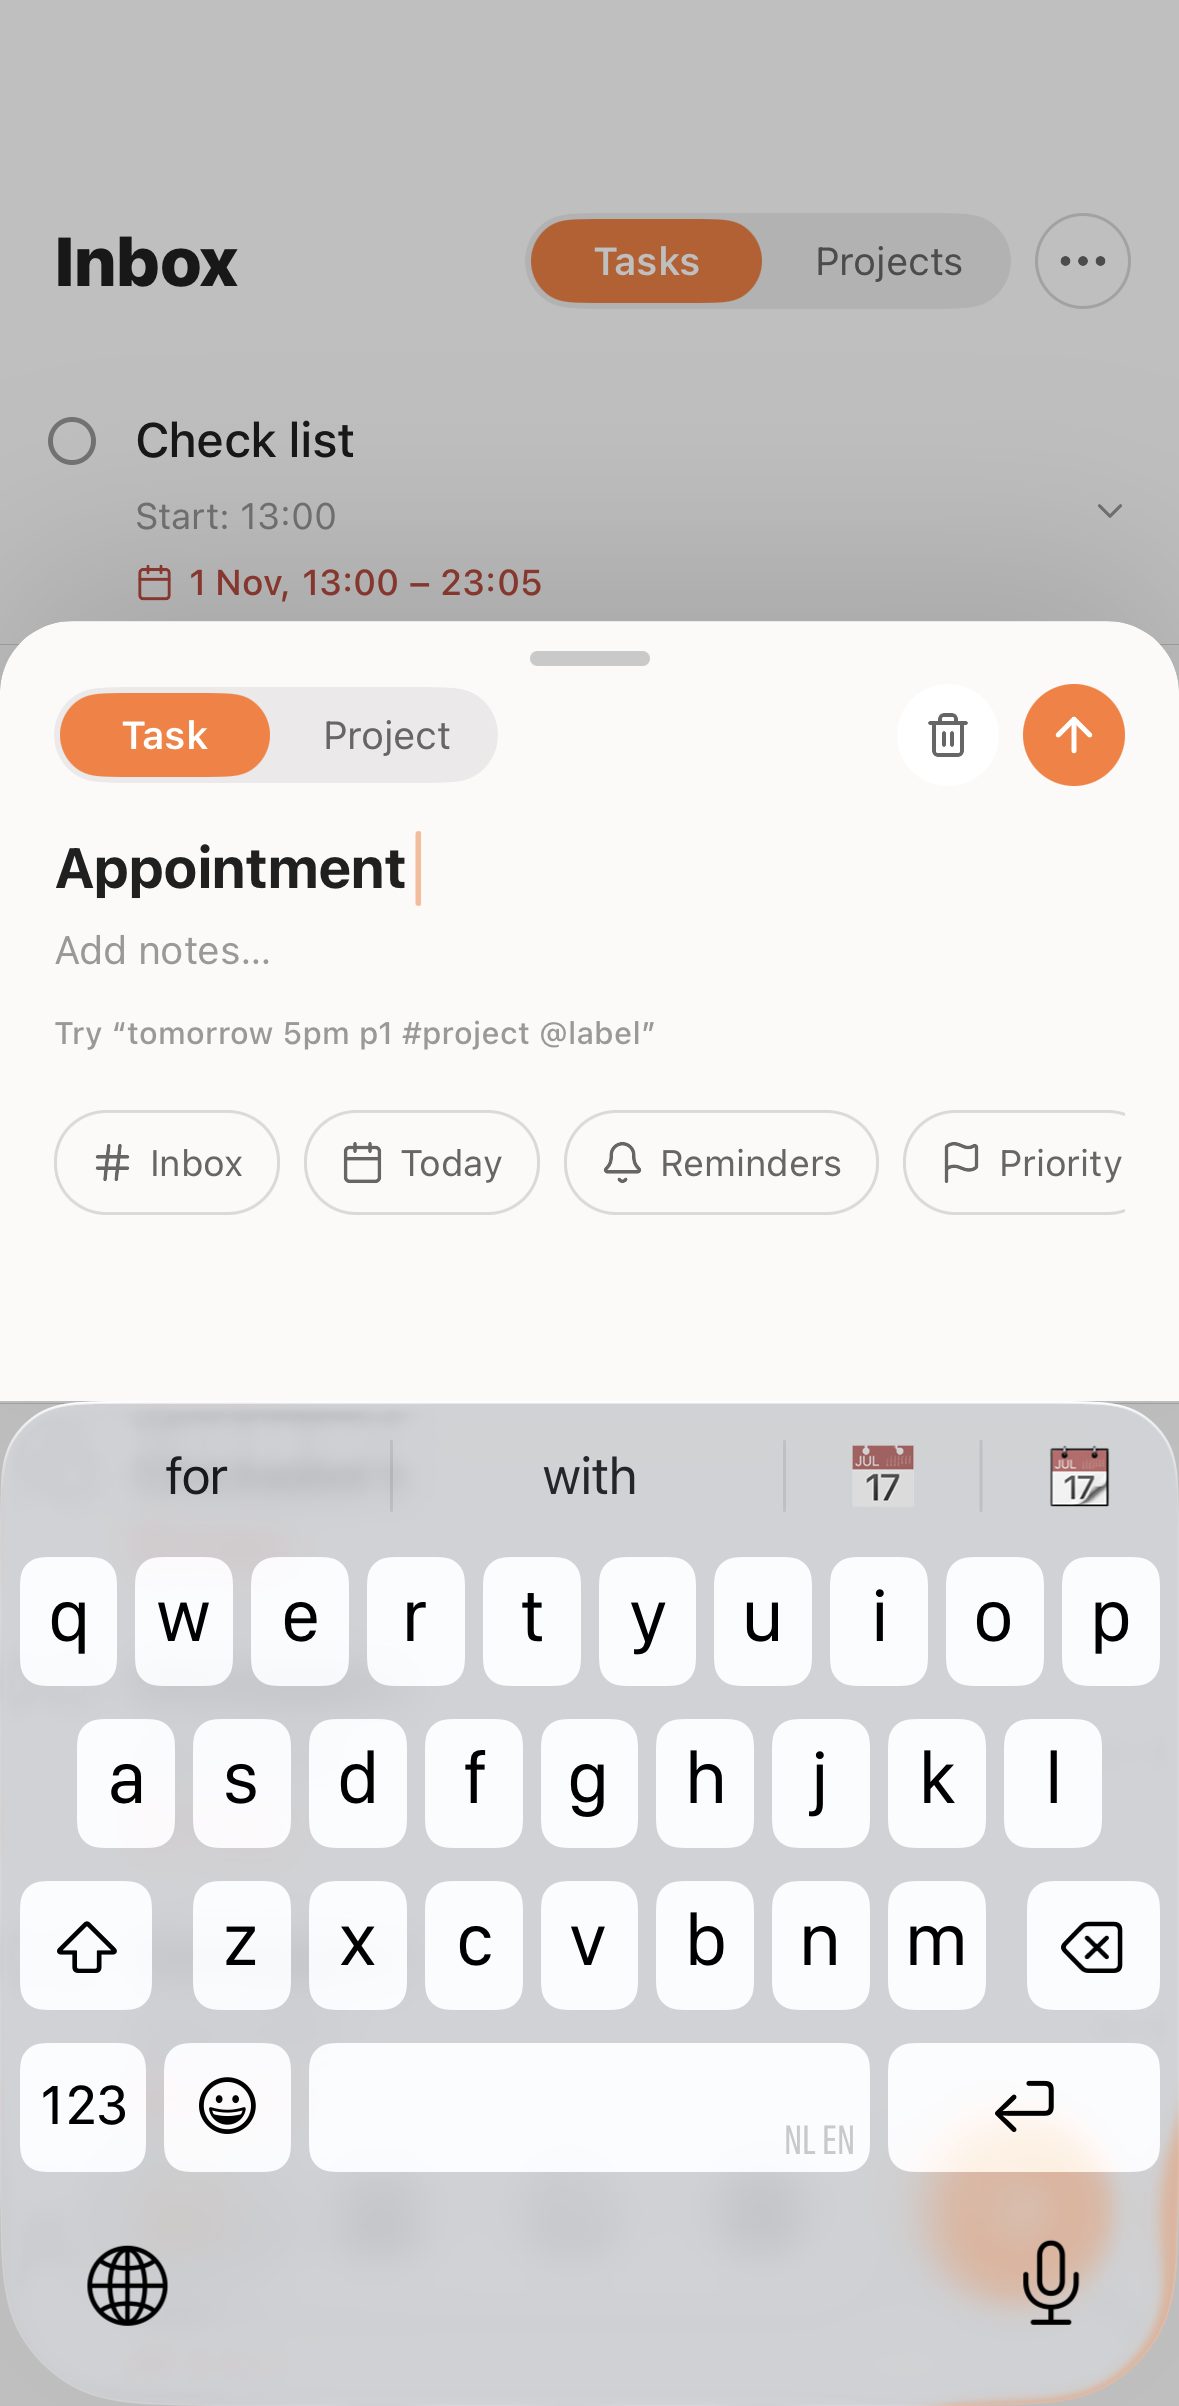 Inbox
Tasks Projects
Check list
Start: 13:00
1 Nov, 13:00 – 23:05
Task Project
Appointment
Add notes...
Try “tomorrow 5pm p1 #project @label”
Inbox Today Reminders Priority
for with JUL 17 JUL 17
q w e r t y u i o p
a s d f g h j k l
z x c v b n m
123
NL EN